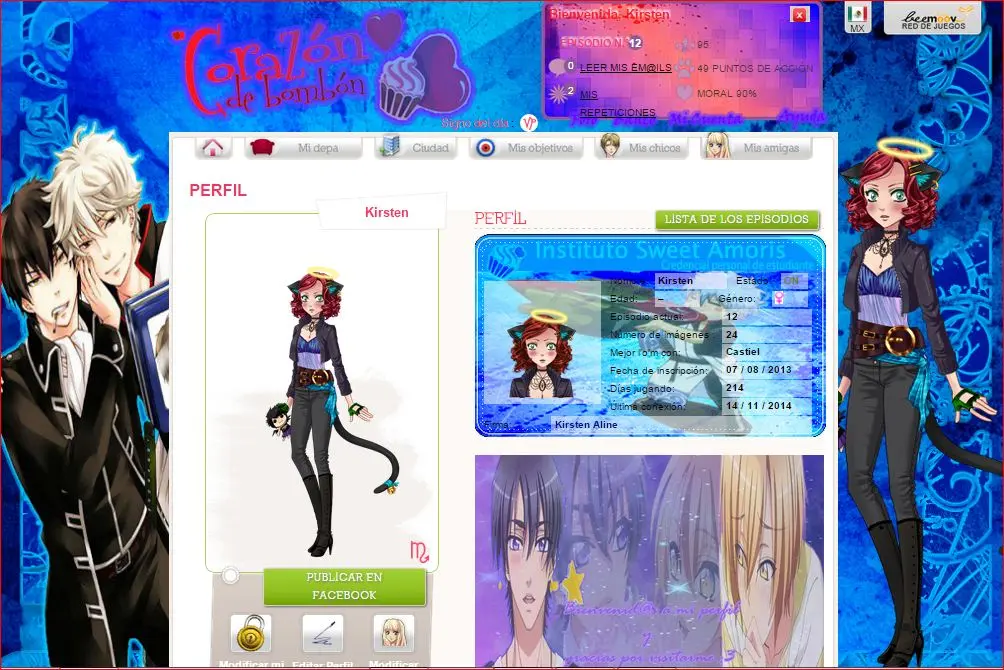 Corazón
de bombón
Signo del día
Bienvenida, Kirsten
EPISODIO N. 12
95
0 LEER MIS EM@ILS
49 PUNTOS DE ACCIÓN
2 MIS
REPETICIONES
MORAL 90%
Foro
Banco
Mi Cuenta
Ayuda
MX
beemoov
RED DE JUEGOS
Mi depa
Ciudad
Mis objetivos
Mis chicos
Mis amigas
PERFIL
Kirsten
PERFIL
LISTA DE LOS EPISODIOS
Instituto Sweet Amoris
credencial personal de estudiante
Kirsten
Estado: ON
Edad: –
Género:
Episodio actual: 12
Número de imágenes : 24
Mejor lo'm con: Castiel
Fecha de inscripción: 07 / 08 / 2013
Días jugando: 214
Última conexión: 14 / 11 / 2014
Firma: Kirsten Aline
Bienvenid@ a mi perfil
y
gracias por visitarme :3
PUBLICAR EN
FACEBOOK
Modificar mi
Editar Perfil
Modificar